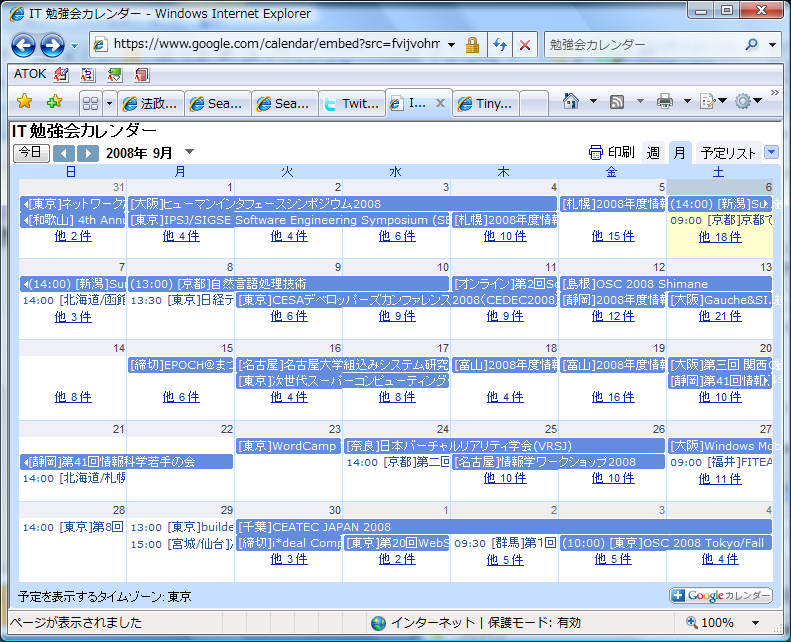 IT 勉強会カレンダー - Windows Internet Explorer
https://www.google.com/calendar/embed?src=fvijvohm
勉強会カレンダー
ATOK
法政...
Sea...
Sea...
Twit...
I...
Tiny...
IT 勉強会カレンダー
今日 2008年 9月 印刷 週 月 予定リスト
日 月 火 水 木 金 土
31 1 2 3 4 5 6
[東京]ネットワーク [大阪]ヒューマンインタフェースシンポジウム2008 [札幌]2008年度情報 (14:00) [新潟]Su
[和歌山] 4th Annu [東京]IPSJ/SIGSE Software Engineering Symposium (SE [札幌]2008年度情報 09:00 [京都]京都で
他 2 件 他 4 件 他 4 件 他 6 件 他 10 件 他 15 件 他 18 件
7 8 9 10 11 12 13
(14:00) [新潟]Su (13:00) [京都]自然言語処理技術 [オンライン]第2回Sc [島根]OSC 2008 Shimane
14:00 [北海道/函館 13:30 [東京]日経テ [東京]CESAデベロッパーズカンファレンス2008(CEDEC2008) [静岡]2008年度情報 [大阪]Gauche&SI
他 3 件 他 6 件 他 9 件 他 9 件 他 12 件 他 21 件
14 15 16 17 18 19 20
[締切]EPOCH@まつ [名古屋]名古屋大学組込みシステム研究 [富山]2008年度情報 [富山]2008年度情報 [大阪]第三回 関西
[東京]次世代スーパーコンピューティング [静岡]第41回情報
他 8 件 他 6 件 他 4 件 他 8 件 他 4 件 他 16 件 他 10 件
21 22 23 24 25 26 27
[東京]WordCamp [奈良]日本バーチャルリアリティ学会(VRSJ) [大阪]Windows Mob
[静岡]第41回情報科学若手の会 14:00 [京都]第二回 [名古屋]情報学ワークショップ2008 09:00 [福井]FITEA
14:00 [北海道/札幌 他 10 件 他 10 件 他 11 件
28 29 30 1 2 3 4
14:00 [東京]第8回 13:00 [東京]builde [千葉]CEATEC JAPAN 2008
15:00 [宮城/仙台] [締切]i*deal Comp [東京]第20回WebS 09:30 [群馬]第1回 (10:00) [東京]OSC 2008 Tokyo/Fall
他 3 件 他 2 件 他 5 件 他 5 件 他 4 件
予定を表示するタイムゾーン: 東京 Googleカレンダー
ページが表示されました インターネット | 保護モード: 有効 100%